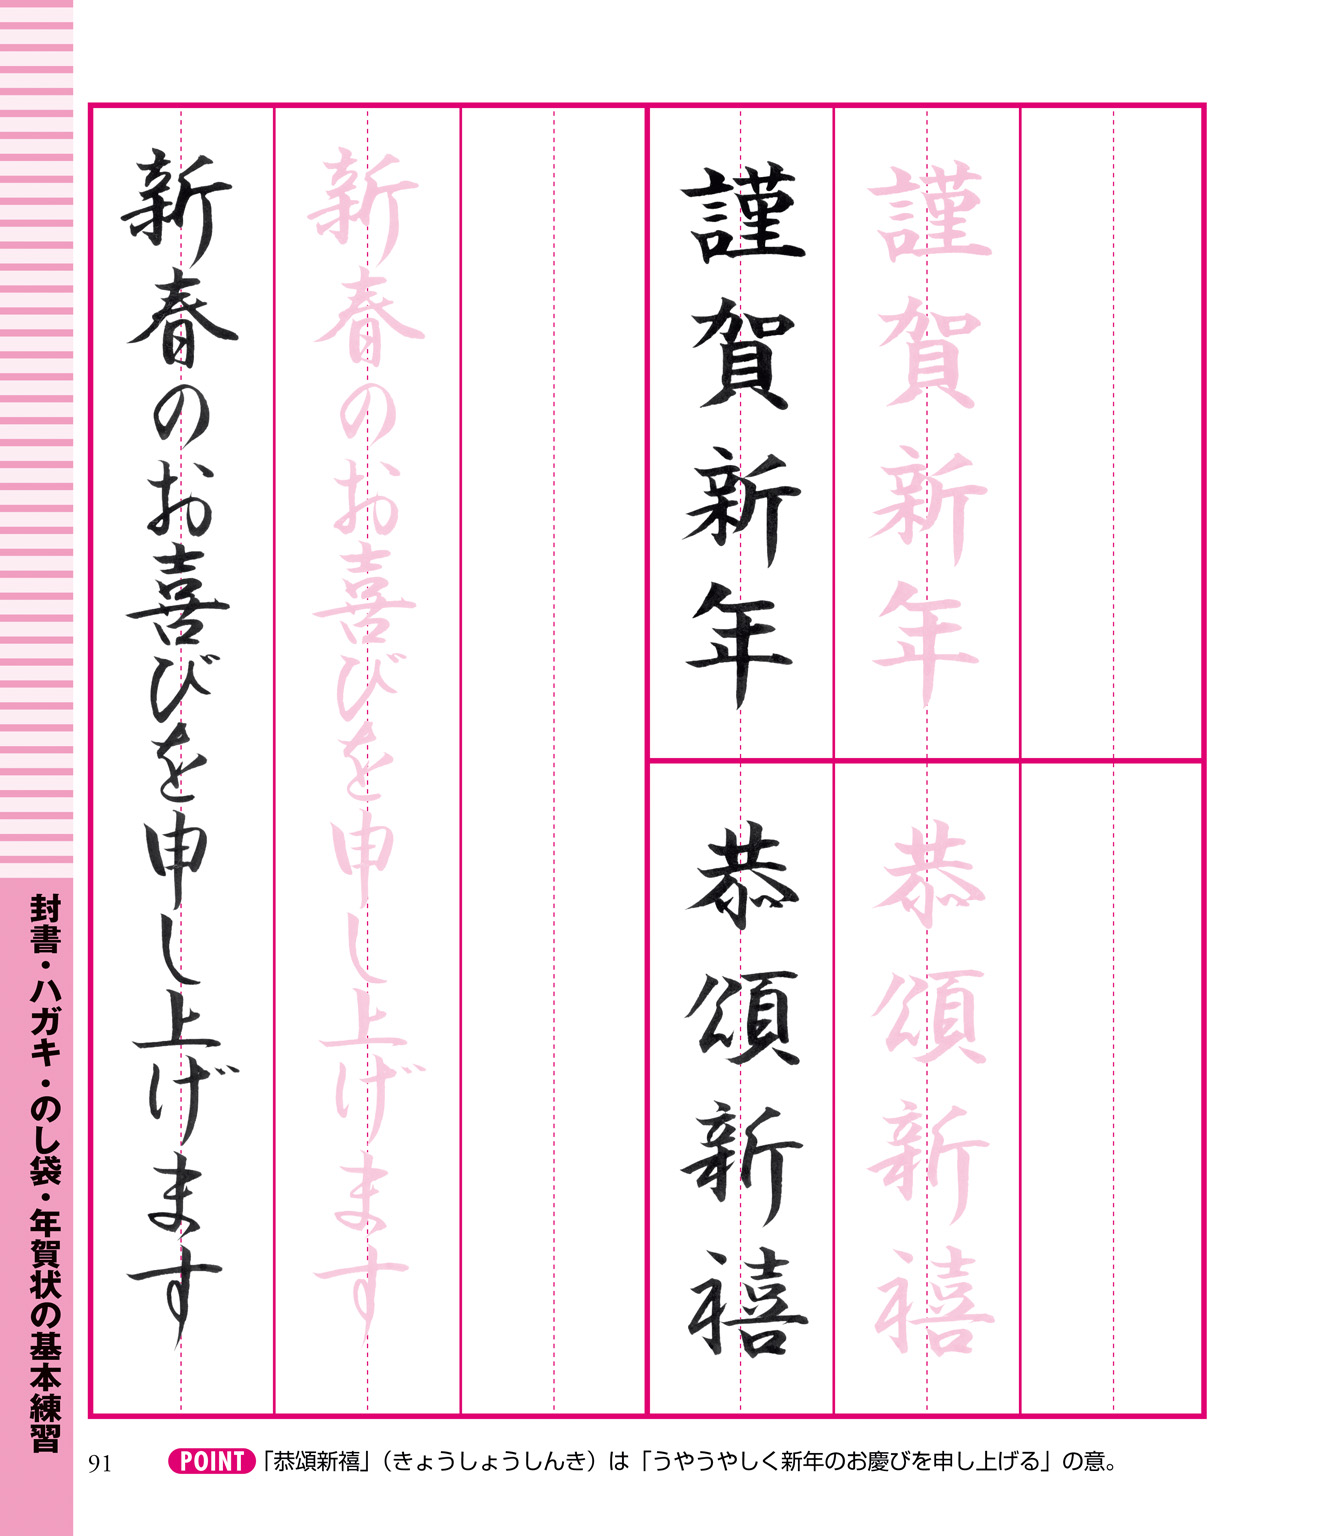 謹賀新年
謹賀新年
恭頌新禧
恭頌新禧
新春のお喜びを申し上げます
新春のお喜びを申し上げます
封書・ハガキ・のし袋・年賀状の基本練習
91
POINT 「恭頌新禧」（きょうしょうしんき）は「うやうやしく新年のお慶びを申し上げる」の意。